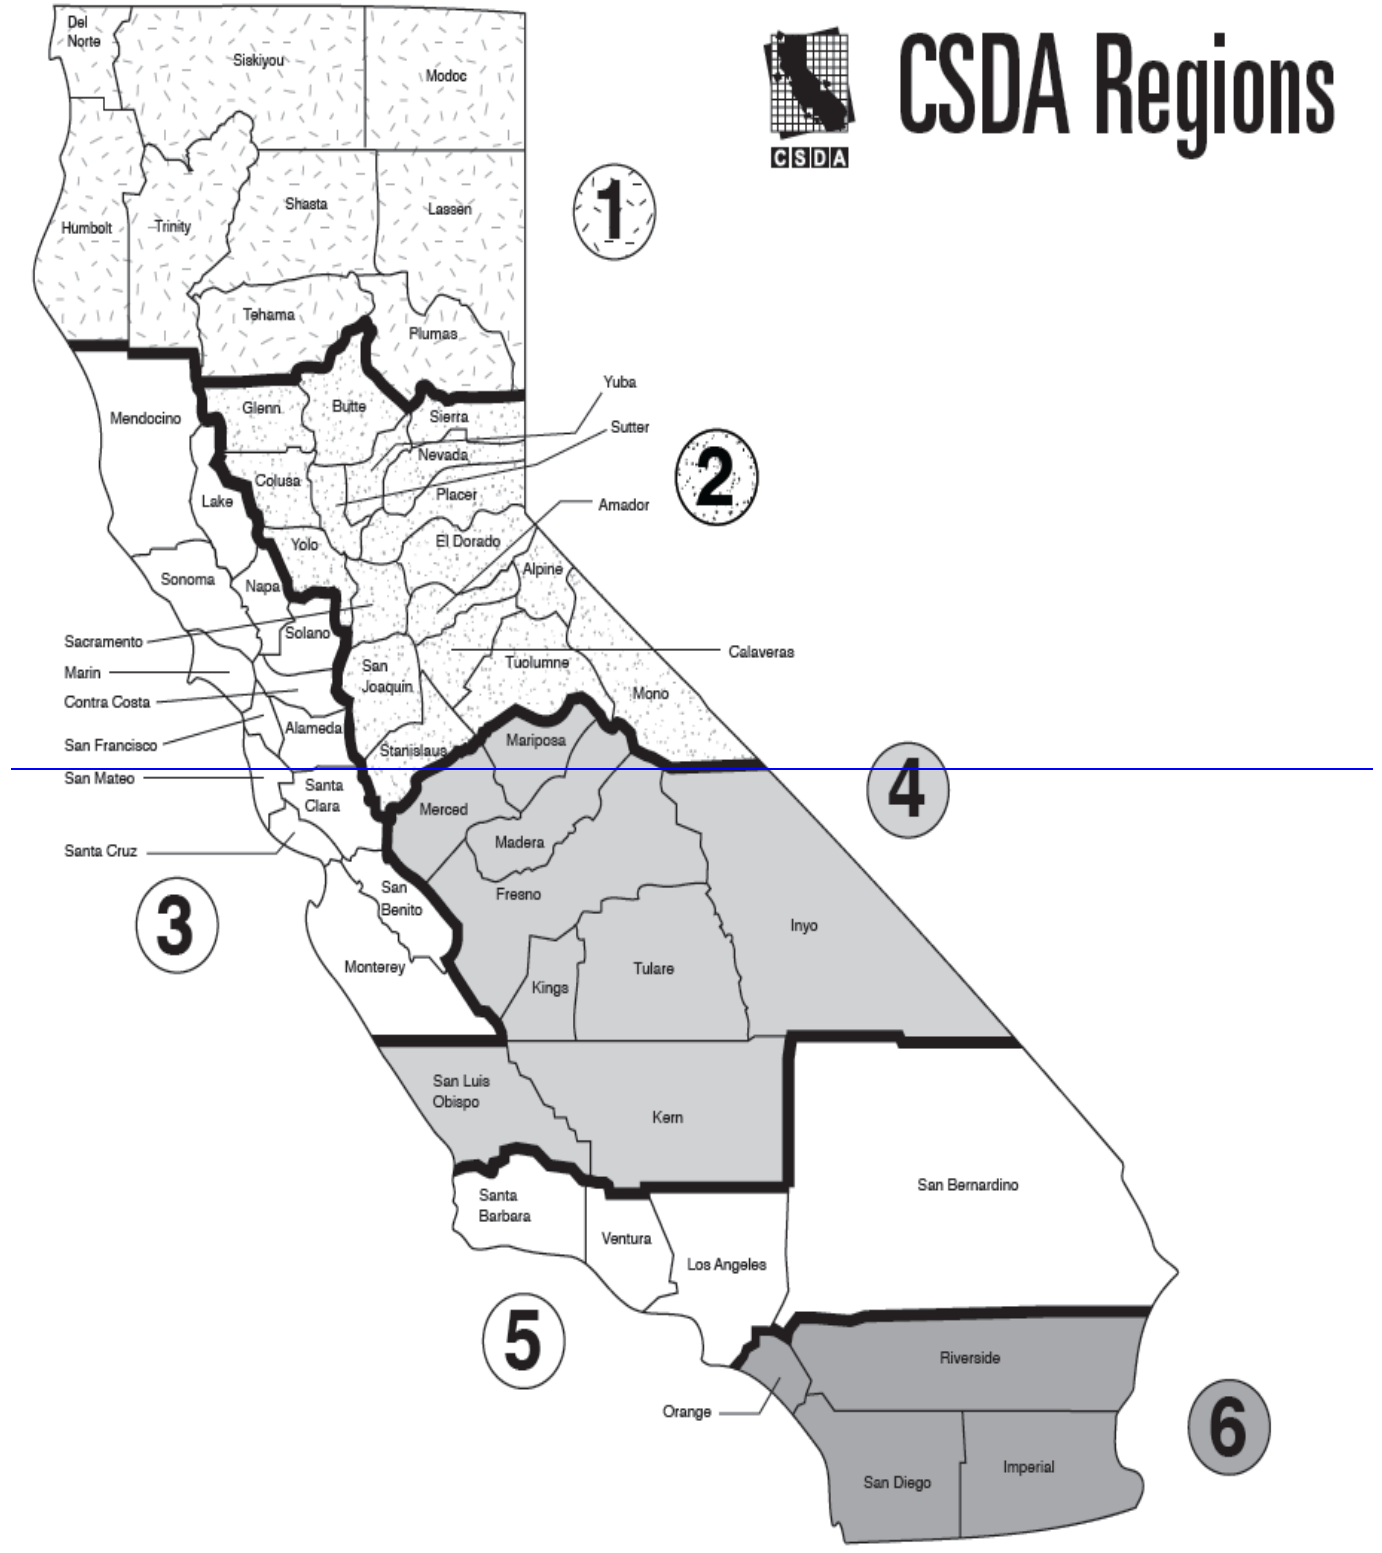 CSDA Regions
CSDA
Del
Norte
Siskiyou
Modoc
Humbolt
Trinity
Shasta
Lassen
1
Tehama
Plumas
Mendocino
Glenn
Butte
Sierra
Yuba
Sutter
Nevada
2
Lake
Colusa
Placer
Amador
Yolo
El Dorado
Alpine
Sonoma
Napa
Solano
Sacramento
Marin
Contra Costa
San Francisco
San Mateo
Santa Cruz
San
Joaquin
Tuolumne
Calaveras
Mono
Alameda
Stanislaus
Mariposa
4
Santa
Clara
Merced
Madera
3
San
Benito
Fresno
Inyo
Monterey
Kings
Tulare
San Luis
Obispo
Kern
San Bernardino
Santa
Barbara
Ventura
Los Angeles
5
Riverside
Orange
6
San Diego
Imperial